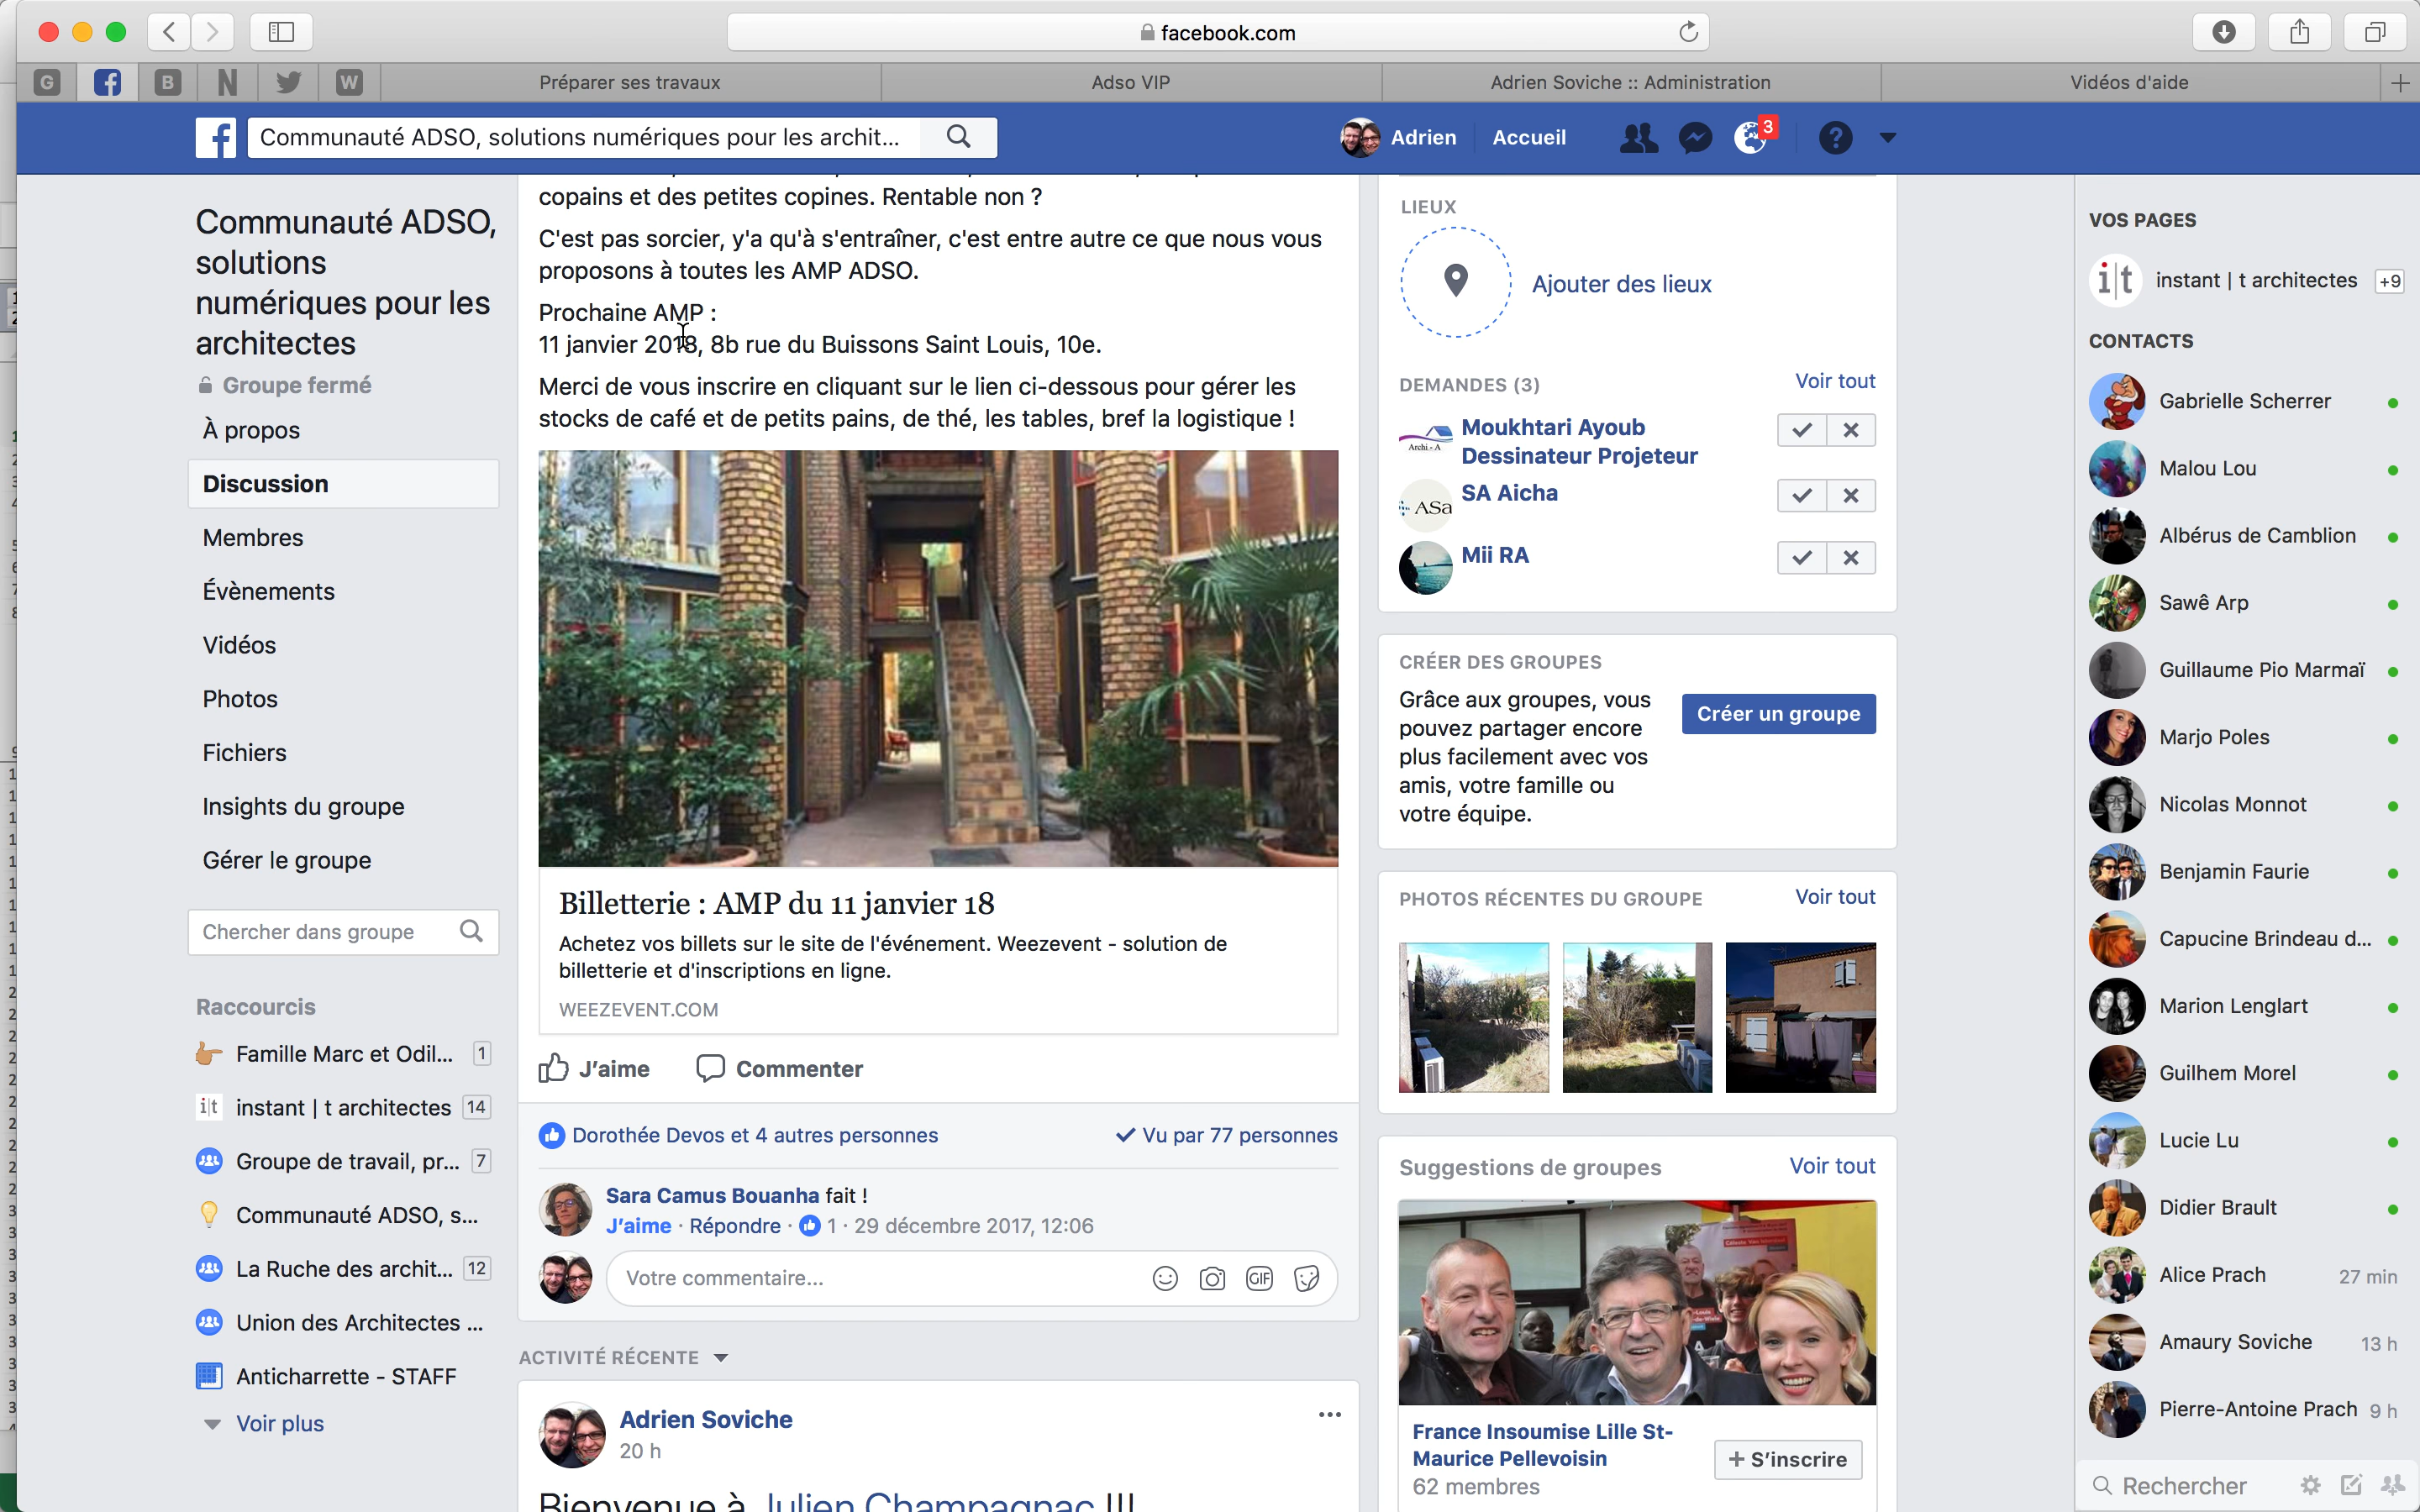 facebook.com
G
B
N
W
Préparer ses travaux
Adso VIP
Adrien Soviche :: Administration
Vidéos d'aide
Communauté ADSO, solutions numériques pour les archit...
Adrien
Accueil
3
Communauté ADSO,
solutions
numériques pour les
architectes
Groupe fermé
À propos
Discussion
Membres
Évènements
Vidéos
Photos
Fichiers
Insights du groupe
Gérer le groupe
Chercher dans groupe
Raccourcis
Famille Marc et Odil... 1
instant | t architectes 14
Groupe de travail, pr... 7
Communauté ADSO, s...
La Ruche des archit... 12
Union des Architectes ...
Anticharrette - STAFF
Voir plus
copains et des petites copines. Rentable non ?
C'est pas sorcier, y'a qu'à s'entraîner, c'est entre autre ce que nous vous
proposons à toutes les AMP ADSO.
Prochaine AMP :
11 janvier 2018, 8b rue du Buissons Saint Louis, 10e.
Merci de vous inscrire en cliquant sur le lien ci-dessous pour gérer les
stocks de café et de petits pains, de thé, les tables, bref la logistique !
Billetterie : AMP du 11 janvier 18
Achetez vos billets sur le site de l'événement. Weezevent - solution de
billetterie et d'inscriptions en ligne.
WEEZEVENT.COM
J'aime
Commenter
Dorothée Devos et 4 autres personnes
Vu par 77 personnes
Sara Camus Bouanha fait !
J'aime · Répondre · 1 · 29 décembre 2017, 12:06
Votre commentaire...
GIF
ACTIVITÉ RÉCENTE
Adrien Soviche
20 h
Bienvenue à Julien Champagnac !!!
LIEUX
Ajouter des lieux
DEMANDES (3)
Voir tout
Archi - A
Moukhtari Ayoub
Dessinateur Projeteur
ASa
SA Aicha
Mii RA
CRÉER DES GROUPES
Grâce aux groupes, vous
pouvez partager encore
plus facilement avec vos
amis, votre famille ou
votre équipe.
Créer un groupe
PHOTOS RÉCENTES DU GROUPE
Voir tout
Suggestions de groupes
Voir tout
France Insoumise Lille St-
Maurice Pellevoisin
62 membres
+ S'inscrire
VOS PAGES
i|t instant | t architectes +9
CONTACTS
Gabrielle Scherrer
Malou Lou
Albérus de Camblion
Sawê Arp
Guillaume Pio Marmaï
Marjo Poles
Nicolas Monnot
Benjamin Faurie
Capucine Brindeau d...
Marion Lenglart
Guilhem Morel
Lucie Lu
Didier Brault
Alice Prach 27 min
Amaury Soviche 13 h
Pierre-Antoine Prach 9 h
Rechercher